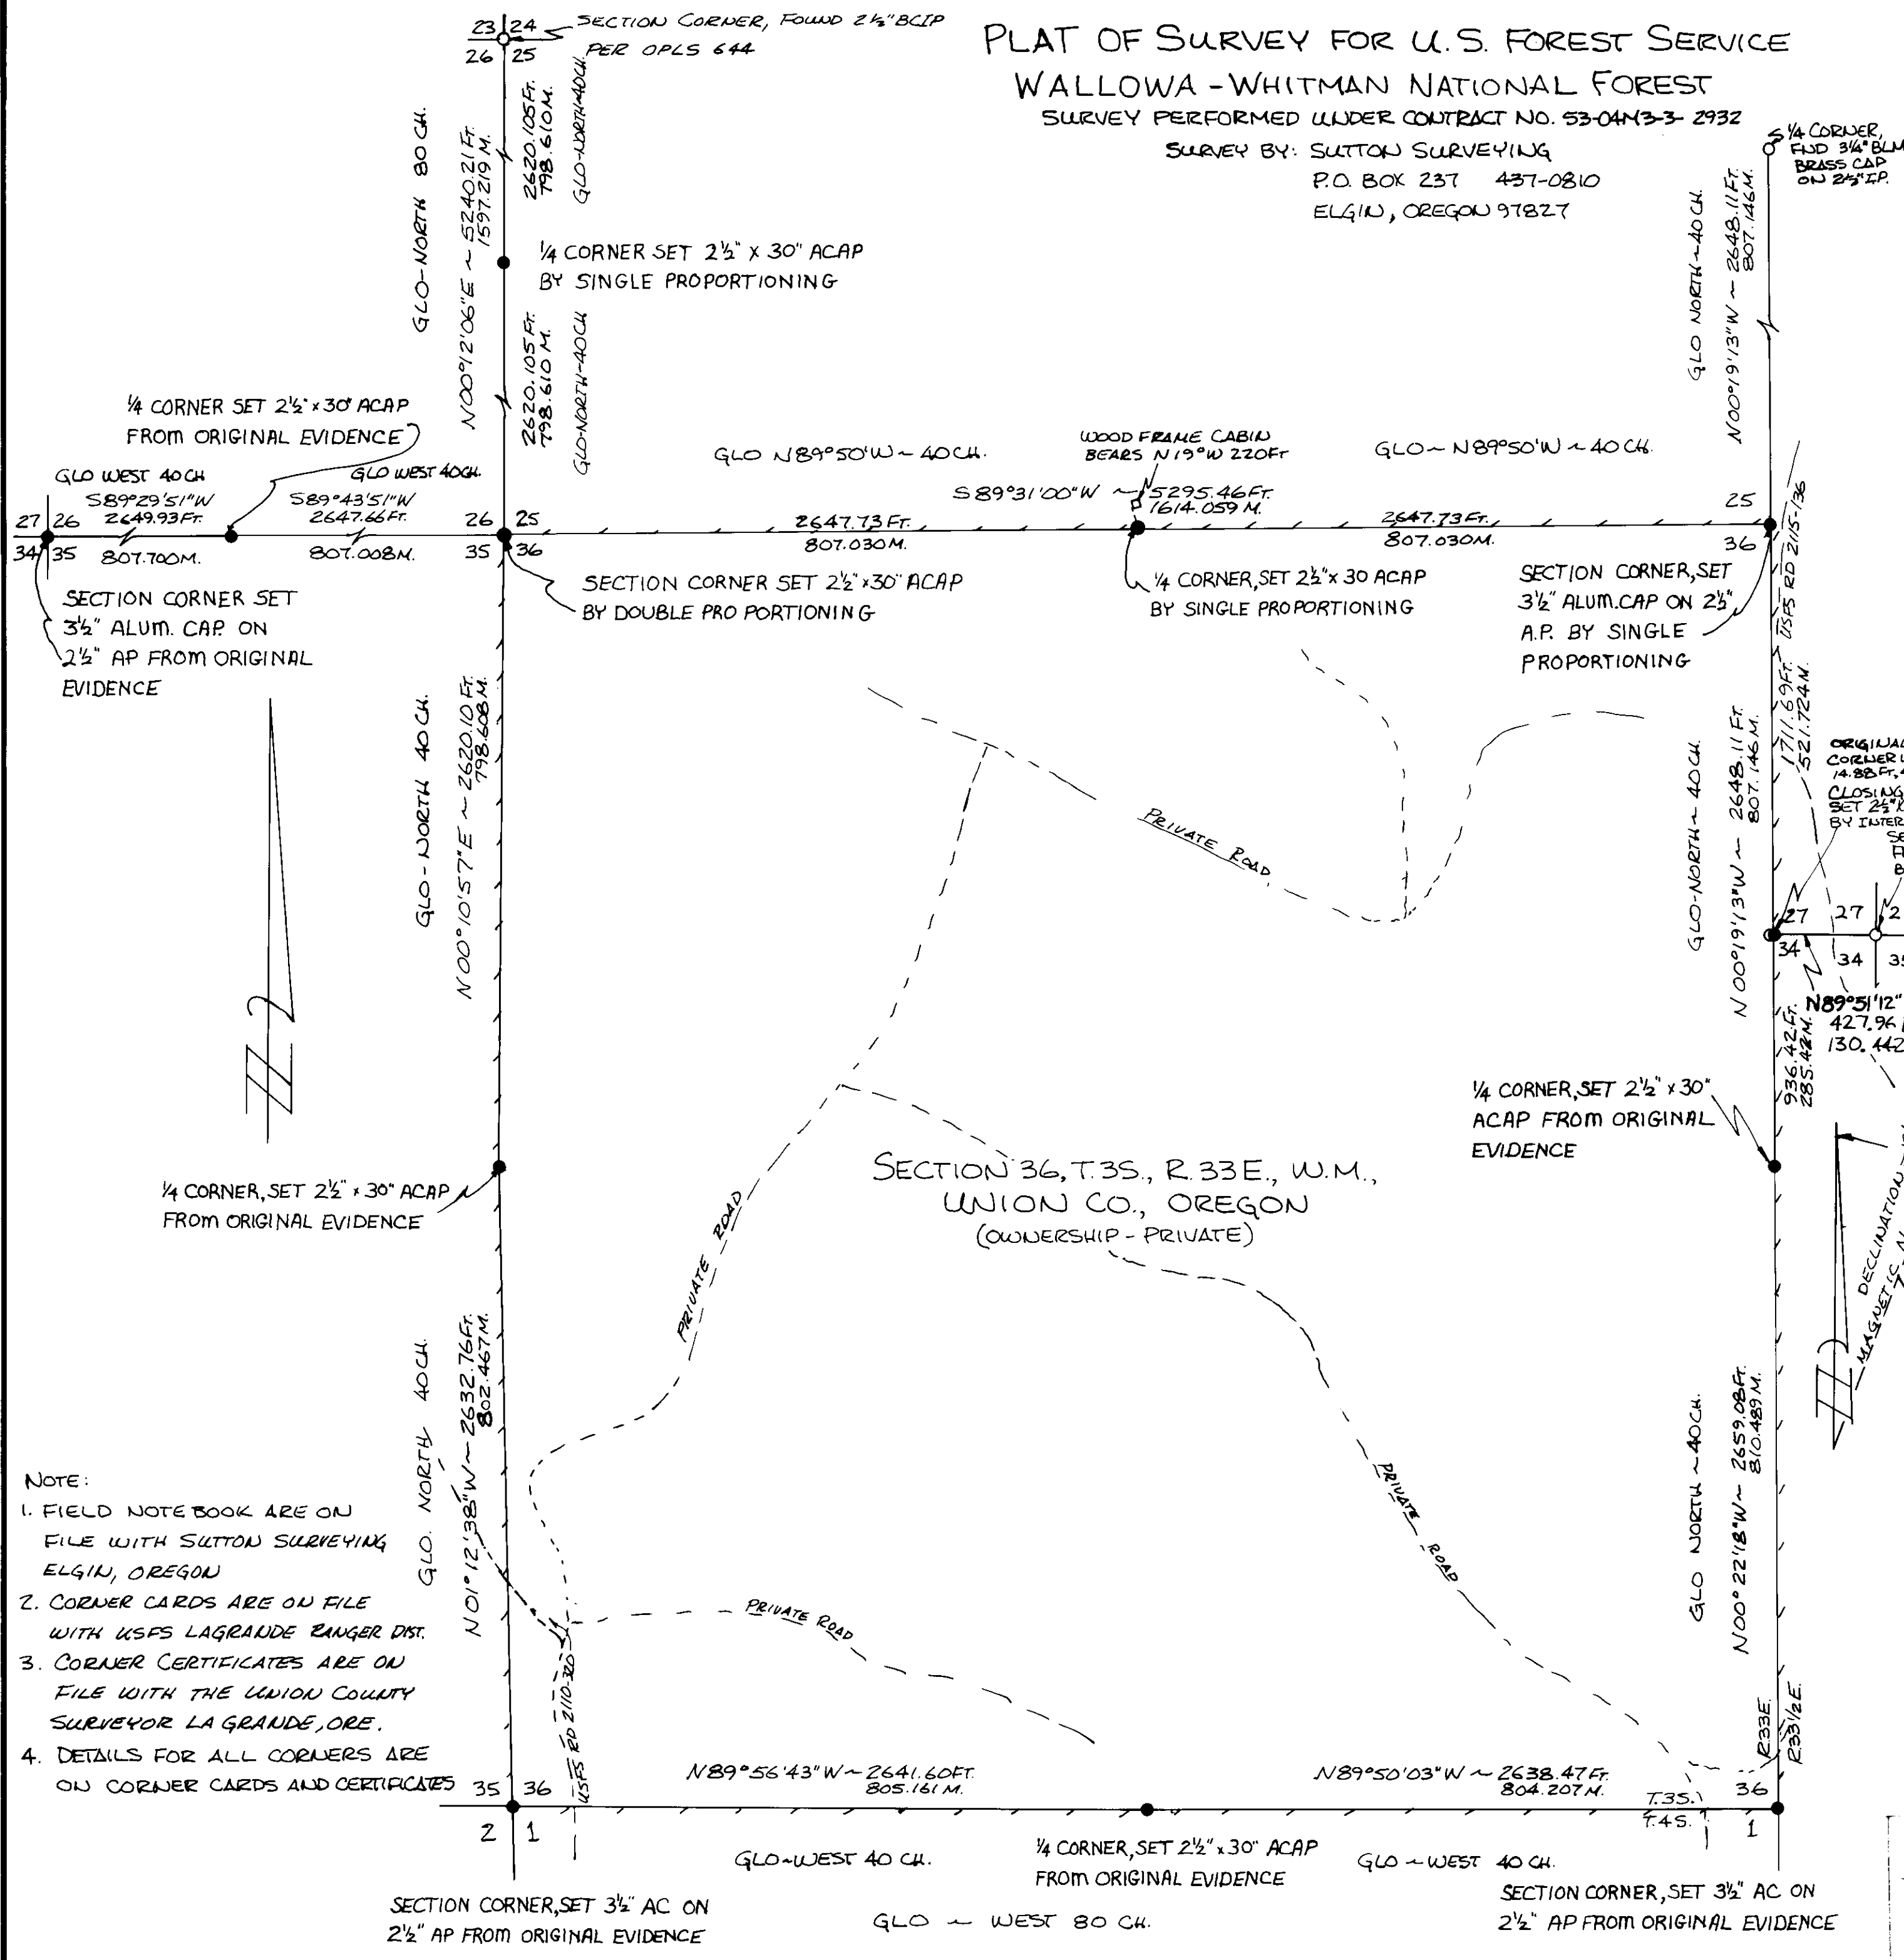 PLAT OF SURVEY FOR U.S. FOREST SERVICE
WALLOWA-WHITMAN NATIONAL FOREST
SURVEY PERFORMED UNDER CONTRACT NO. 53-04M3-3-2932
SURVEY BY: SUTTON SURVEYING
P.O. BOX 237 437-0810
ELGIN, OREGON 97827
23 24
26 25
SECTION CORNER, FOUND 2½" BCIP
PER OPLS 644
GLO-NORTH 80 CH.
N00°12'06"E ~ 5240.21 FT.
1597.219 M.
2620.105 FT.
798.610 M.
GLO-NORTH-40CH.
¼ CORNER SET 2½" X 30" ACAP
BY SINGLE PROPORTIONING
2620.105 FT.
798.610 M.
GLO-NORTH-40CH
¼ CORNER,
FND 3¼" BLM
BRASS CAP
ON 2½" I.P.
GLO NORTH ~ 40 CH.
N00°19'13"W ~ 2648.11 FT.
807.146 M.
¼ CORNER SET 2½" x 30" ACAP
FROM ORIGINAL EVIDENCE
GLO WEST 40 CH
S89°29'51"W
2649.93 FT.
807.700 M.
GLO WEST 40 CH.
S89°43'51"W
2647.66 FT.
807.008 M.
27 26
34 35
26 25
35 36
GLO N89°50'W ~ 40 CH.
WOOD FRAME CABIN
BEARS N19°W 220 FT
GLO ~ N89°50'W ~ 40 CH.
S89°31'00"W ~ 5295.46 FT.
1614.059 M.
2647.73 FT.
807.030 M.
2647.73 FT.
807.030 M.
25
36
SECTION CORNER SET
3½" ALUM. CAP. ON
2½" AP FROM ORIGINAL
EVIDENCE
SECTION CORNER SET 2½" x 30" ACAP
BY DOUBLE PRO PORTIONING
¼ CORNER, SET 2½" x 30 ACAP
BY SINGLE PROPORTIONING
SECTION CORNER, SET
3½" ALUM. CAP ON 2½"
A.P. BY SINGLE
PROPORTIONING
USFS RD 2115-136
1711.69 FT.
521.724 M.
GLO-NORTH 40 CH.
N00°10'57"E ~ 2620.10 FT.
798.608 M.
PRIVATE ROAD
GLO-NORTH ~ 40 CH.
N00°19'13"W ~ 2648.11 FT.
807.146 M.
ORIGINAL
CORNER
14.88 FT,
CLOSING
SET 2½"
BY INTER
27 27
34 34
N89°51'12"
427.96
130.442
936.42 FT.
285.42 M.
¼ CORNER, SET 2½" x 30"
ACAP FROM ORIGINAL
EVIDENCE
¼ CORNER, SET 2½" x 30" ACAP
FROM ORIGINAL EVIDENCE
SECTION 36, T.3S., R.33E., W.M.,
UNION CO., OREGON
(OWNERSHIP - PRIVATE)
PRIVATE ROAD
DECLINATION
MAGNETIC
GLO. NORTH 40 CH.
N01°12'38"W ~ 2632.76 FT.
802.467 M.
PRIVATE ROAD
GLO NORTH ~ 40 CH.
N00°22'18"W ~ 2659.08 FT.
810.489 M.
NOTE:
1. FIELD NOTE BOOK ARE ON
FILE WITH SUTTON SURVEYING
ELGIN, OREGON
2. CORNER CARDS ARE ON FILE
WITH USFS LAGRANDE RANGER DIST.
3. CORNER CERTIFICATES ARE ON
FILE WITH THE UNION COUNTY
SURVEYOR LA GRANDE, ORE.
4. DETAILS FOR ALL CORNERS ARE
ON CORNER CARDS AND CERTIFICATES
PRIVATE ROAD
USFS RD 2110-320
R33E.
R33½E.
35 36
2 1
N89°56'43"W ~ 2641.60 FT.
805.161 M.
N89°50'03"W ~ 2638.47 FT.
804.207 M.
T.3S.
T.4S.
36
1
GLO ~ WEST 40 CH.
¼ CORNER, SET 2½" x 30" ACAP
FROM ORIGINAL EVIDENCE
GLO ~ WEST 40 CH.
SECTION CORNER, SET 3½" AC ON
2½" AP FROM ORIGINAL EVIDENCE
GLO ~ WEST 80 CH.
SECTION CORNER, SET 3½" AC ON
2½" AP FROM ORIGINAL EVIDENCE